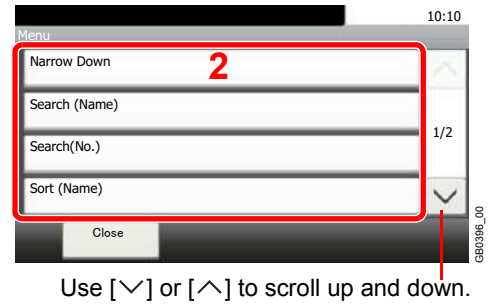 10:10
Menu
Narrow Down
2
Search (Name)
Search(No.)
1/2
Sort (Name)
Close
GB0396_00
Use [∨] or [∧] to scroll up and down.